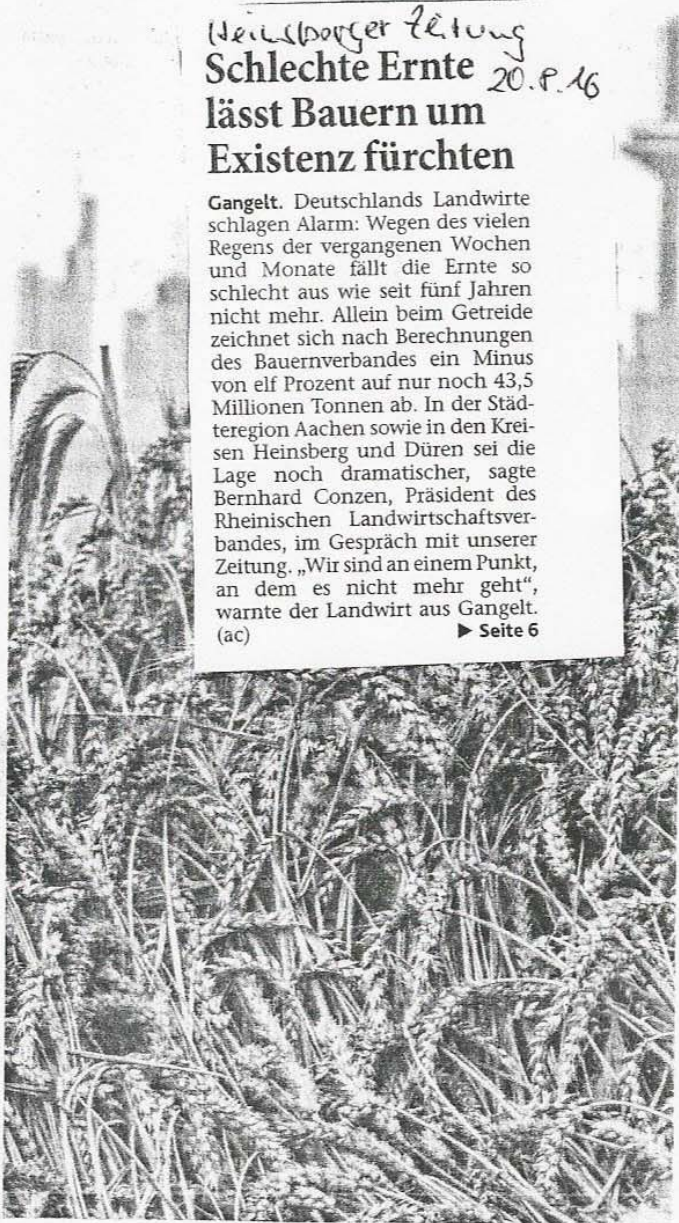 Heinsberger Zeitung
20.8.16
Schlechte Ernte
lässt Bauern um
Existenz fürchten
Gangelt. Deutschlands Landwirte
schlagen Alarm: Wegen des vielen
Regens der vergangenen Wochen
und Monate fällt die Ernte so
schlecht aus wie seit fünf Jahren
nicht mehr. Allein beim Getreide
zeichnet sich nach Berechnungen
des Bauernverbandes ein Minus
von elf Prozent auf nur noch 43,5
Millionen Tonnen ab. In der Städ-
teregion Aachen sowie in den Krei-
sen Heinsberg und Düren sei die
Lage noch dramatischer, sagte
Bernhard Conzen, Präsident des
Rheinischen Landwirtschaftsver-
bandes, im Gespräch mit unserer
Zeitung. „Wir sind an einem Punkt,
an dem es nicht mehr geht“,
warnte der Landwirt aus Gangelt.
(ac) ▶ Seite 6